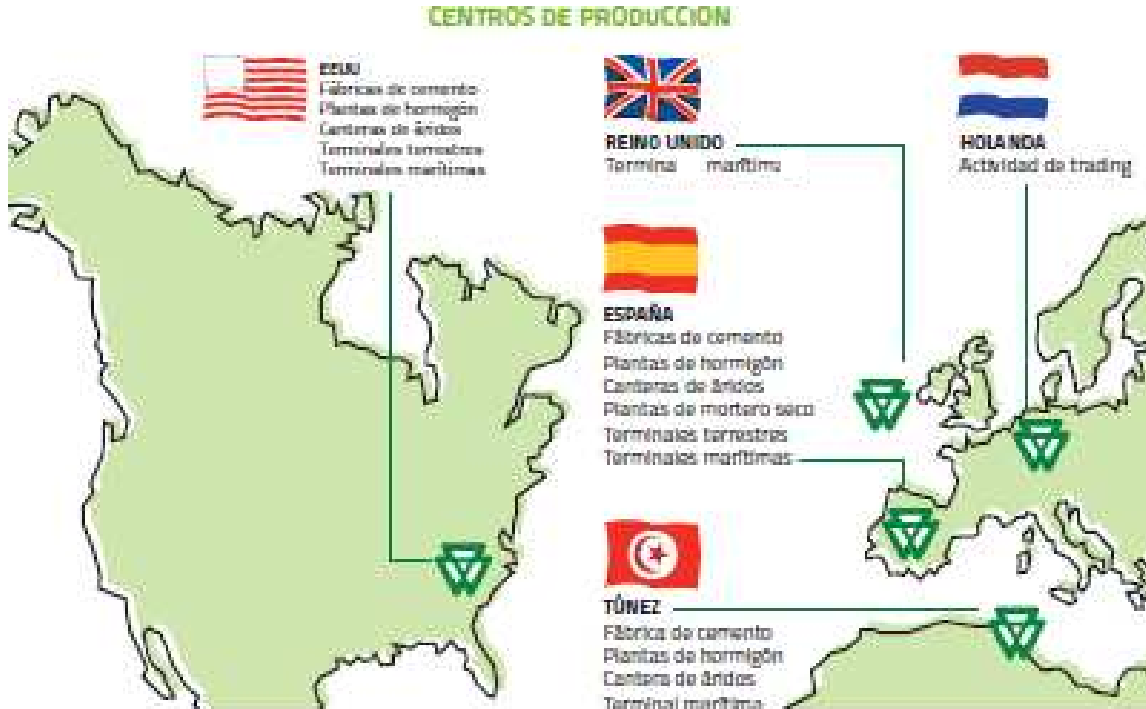 CENTROS DE PRODUCCIÓN
EEUU
Fábricas de cemento
Plantas de hormigón
Canteras de áridos
Terminales terrestres
Terminales marítimas
REINO UNIDO
Termina marítima
HOLANDA
Actividad de trading
ESPAÑA
Fábricas de cemento
Plantas de hormigón
Canteras de áridos
Plantas de mortero seco
Terminales terrestres
Terminales marítimas
TÚNEZ
Fábrica de cemento
Plantas de hormigón
Cantera de áridos
Terminal marítima